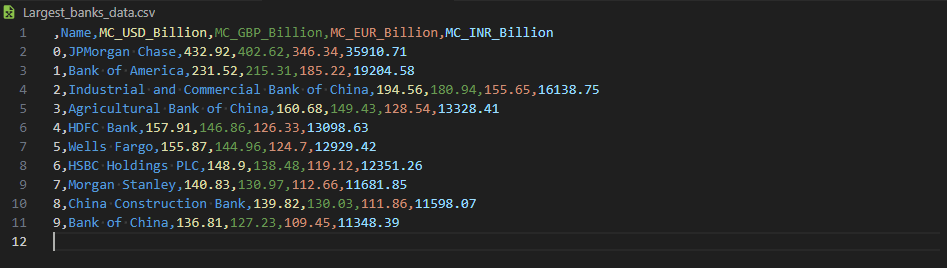 Largest_banks_data.csv
1 ,Name,MC_USD_Billion,MC_GBP_Billion,MC_EUR_Billion,MC_INR_Billion
2 0,JPMorgan Chase,432.92,402.62,346.34,35910.71
3 1,Bank of America,231.52,215.31,185.22,19204.58
4 2,Industrial and Commercial Bank of China,194.56,180.94,155.65,16138.75
5 3,Agricultural Bank of China,160.68,149.43,128.54,13328.41
6 4,HDFC Bank,157.91,146.86,126.33,13098.63
7 5,Wells Fargo,155.87,144.96,124.7,12929.42
8 6,HSBC Holdings PLC,148.9,138.48,119.12,12351.26
9 7,Morgan Stanley,140.83,130.97,112.66,11681.85
10 8,China Construction Bank,139.82,130.03,111.86,11598.07
11 9,Bank of China,136.81,127.23,109.45,11348.39
12